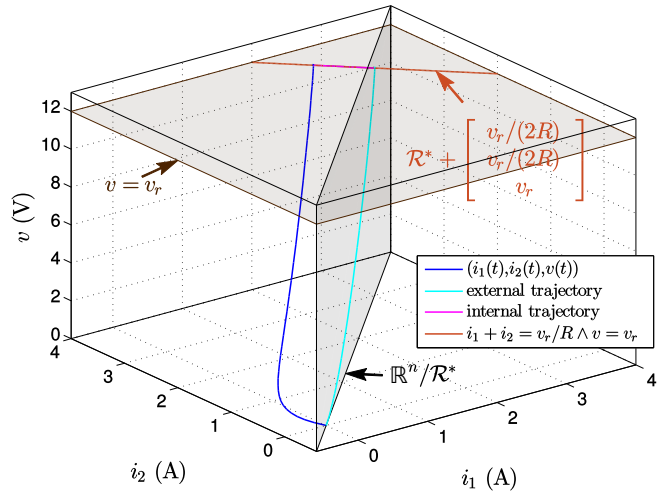 12
10
8
6
4
2
0
v (V)
v = v_r
R* + [ v_r/(2R)
v_r/(2R)
v_r ]
(i_1(t),i_2(t),v(t))
external trajectory
internal trajectory
i_1 + i_2 = v_r/R ∧ v = v_r
ℝ^n/R*
4
3
2
1
0
i_2 (A)
0
1
2
3
4
i_1 (A)